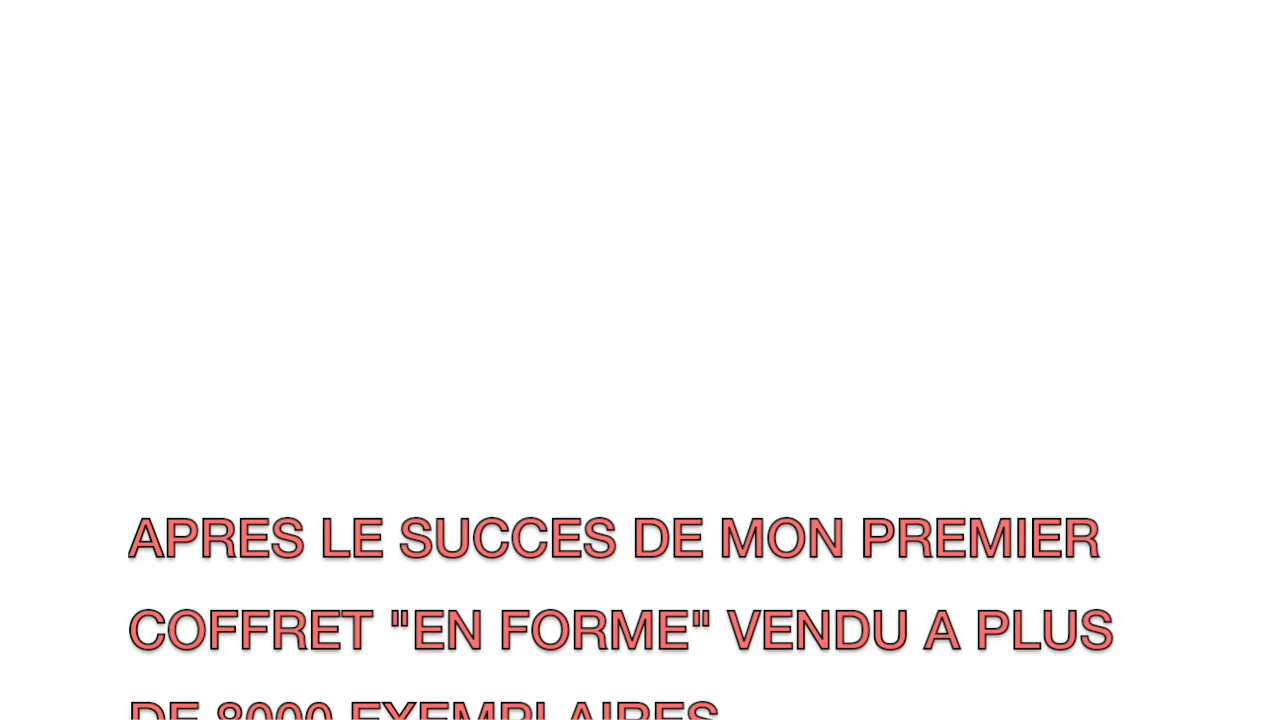 APRES LE SUCCES DE MON PREMIER
COFFRET "EN FORME" VENDU A PLUS
DE 8000 EXEMPLAIRES